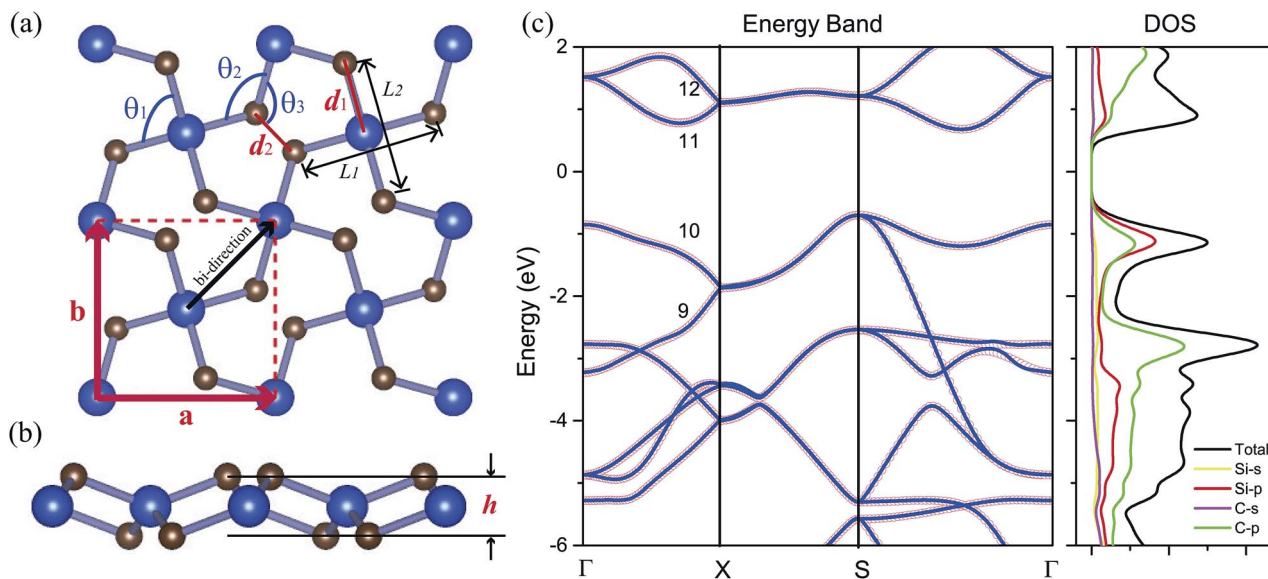 (a)
θ1
θ2
θ3
d1
d2
L2
L1
bi-direction
b
a
(b)
h
(c)
Energy Band
DOS
Energy (eV)
2
0
-2
-4
-6
12
11
10
9
Γ
X
S
Γ
Total
Si-s
Si-p
C-s
C-p